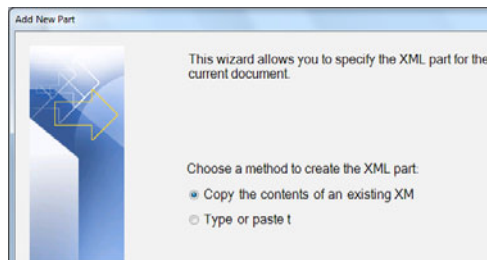 Add New Part
This wizard allows you to specify the XML part for the
current document.
Choose a method to create the XML part:
Copy the contents of an existing XM
Type or paste t